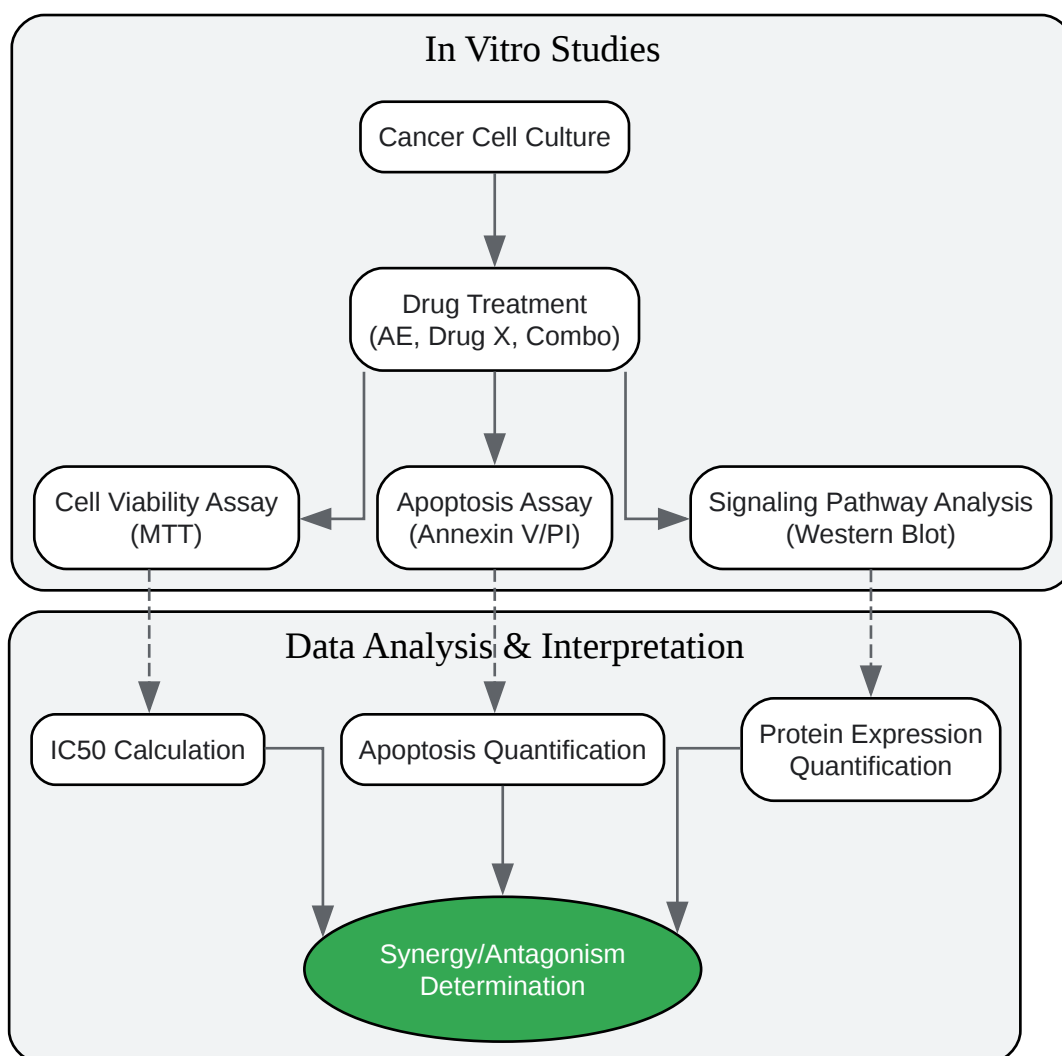 In Vitro Studies
Cancer Cell Culture
Drug Treatment
(AE, Drug X, Combo)
Cell Viability Assay
(MTT)
Apoptosis Assay
(Annexin V/PI)
Signaling Pathway Analysis
(Western Blot)
Data Analysis & Interpretation
IC50 Calculation
Apoptosis Quantification
Protein Expression
Quantification
Synergy/Antagonism
Determination